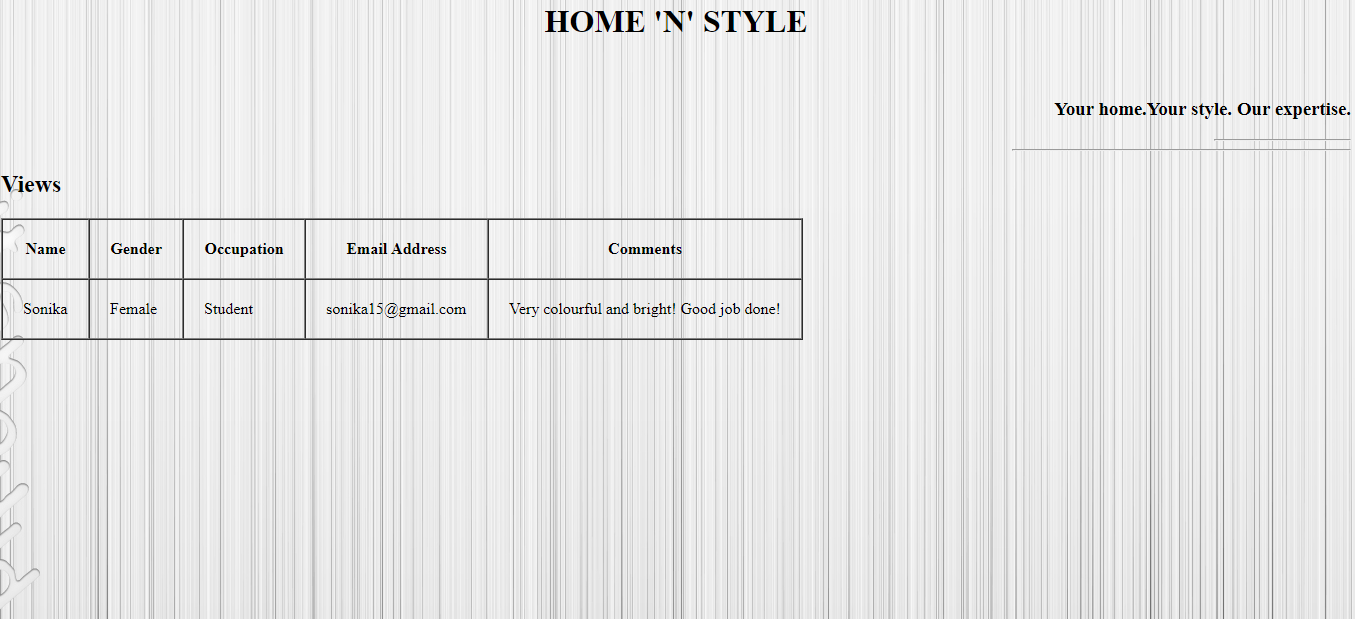 HOME 'N' STYLE
Your home.Your style. Our expertise.
Views
Name Gender Occupation Email Address Comments
Sonika Female Student sonika15@gmail.com Very colourful and bright! Good job done!